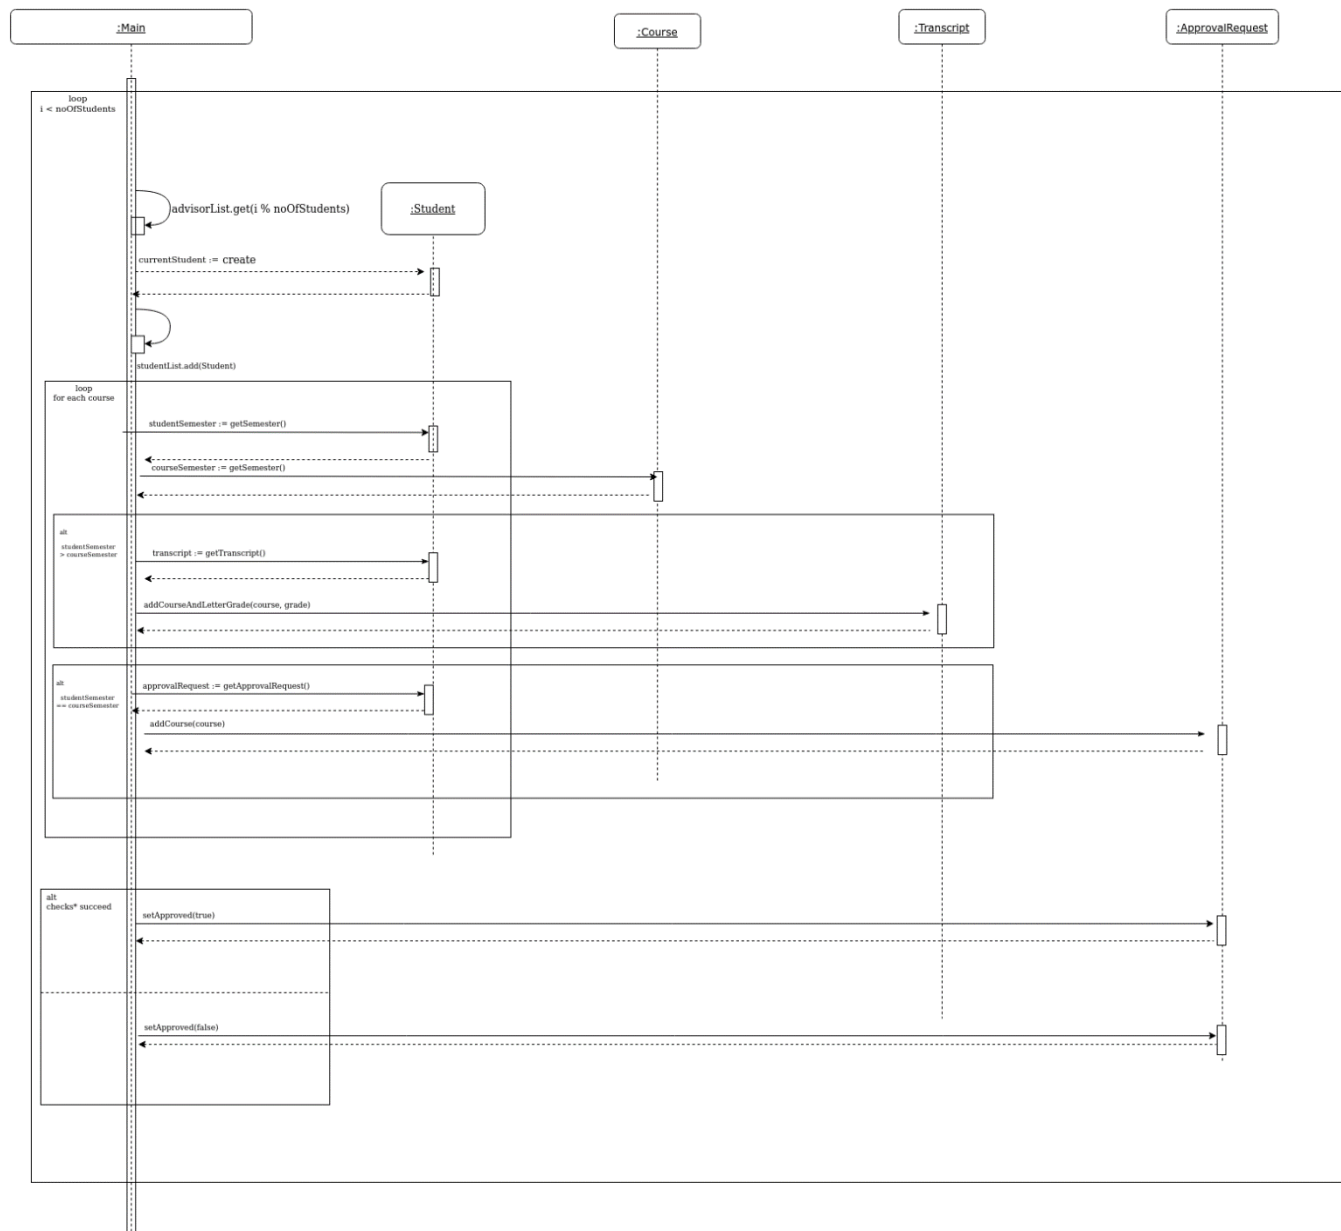 :Main
:Course
:Transcript
:ApprovalRequest
loop
i < noOfStudents
advisorList.get(i % noOfStudents)
:Student
currentStudent := create
studentList.add(Student)
loop
for each course
studentSemester := getSemester()
courseSemester := getSemester()
alt
studentSemester
> courseSemester
transcript := getTranscript()
addCourseAndLetterGrade(course, grade)
alt
studentSemester
== courseSemester
approvalRequest := getApprovalRequest()
addCourse(course)
alt
checks* succeed
setApproved(true)
setApproved(false)